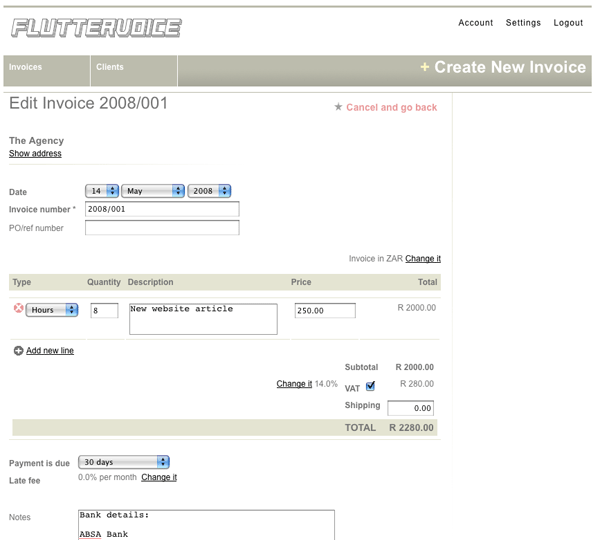 FLUTTERVOICE
Account Settings Logout
Invoices Clients + Create New Invoice
Edit Invoice 2008/001
★ Cancel and go back
The Agency
Show address
Date 14 May 2008
Invoice number * 2008/001
PO/ref number
Invoice in ZAR Change it
Type Quantity Description Price Total
Hours 8 New website article 250.00 R 2000.00
Add new line
Subtotal R 2000.00
Change it 14.0% VAT R 280.00
Shipping 0.00
TOTAL R 2280.00
Payment is due 30 days
Late fee 0.0% per month Change it
Notes Bank details:
ABSA Bank